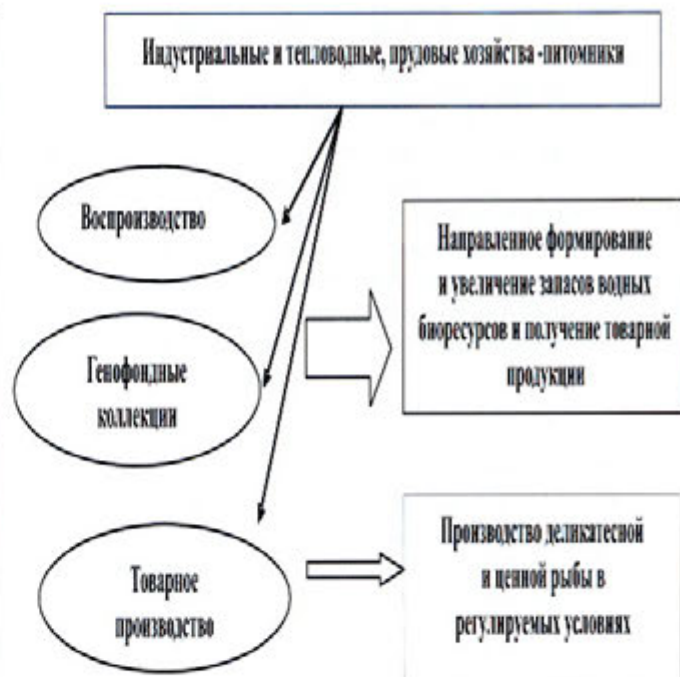 Индустриальные и тепловодные, прудовые хозяйства -питомники
Воспроизводство
Направленное формирование
и увеличение запасов водных
биоресурсов и получение товарной
продукции
Генофондные
коллекции
Товарное
производство
Производство деликатесной
и ценной рыбы в
регулируемых условиях